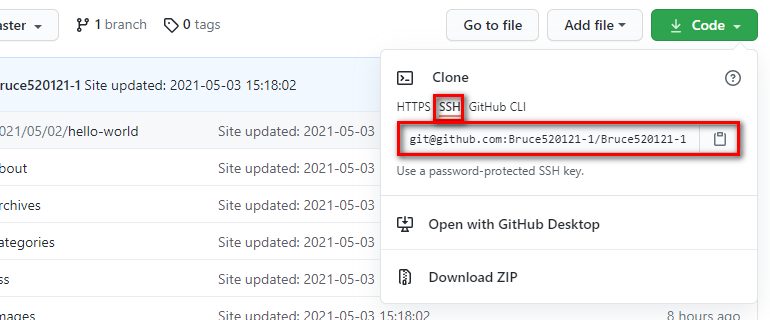 aster 1 branch 0 tags Go to file Add file Code
Bruce520121-1 Site updated: 2021-05-03 15:18:02
Clone
HTTPS SSH GitHub CLI
2021/05/02/hello-world Site updated: 2021-05-03
git@github.com:Bruce520121-1/Bruce520121-1
about Site updated: 2021-05-03
Use a password-protected SSH key.
archives Site updated: 2021-05-03
Open with GitHub Desktop
categories Site updated: 2021-05-03
ss Site updated: 2021-05-03
Download ZIP
mages Site updated: 2021-05-03 15:18:02 8 hours ago